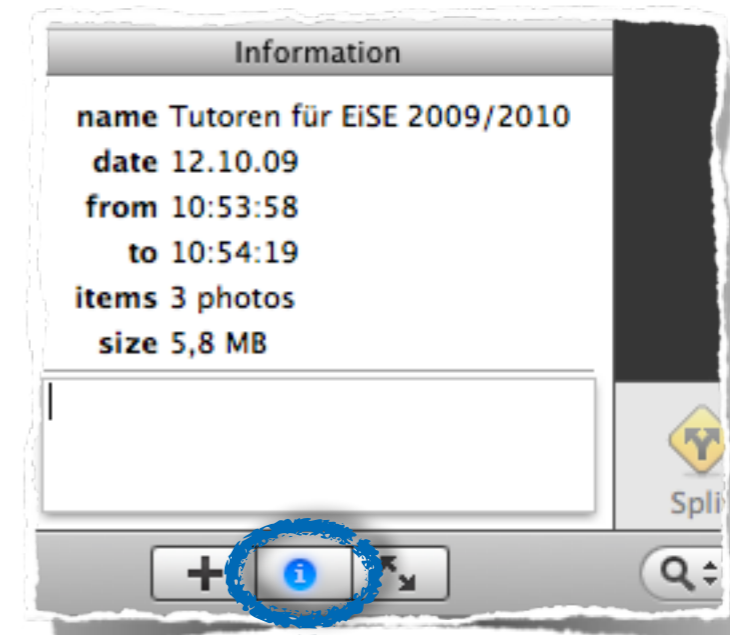 Information
name Tutoren für EiSE 2009/2010
date 12.10.09
from 10:53:58
to 10:54:19
items 3 photos
size 5,8 MB